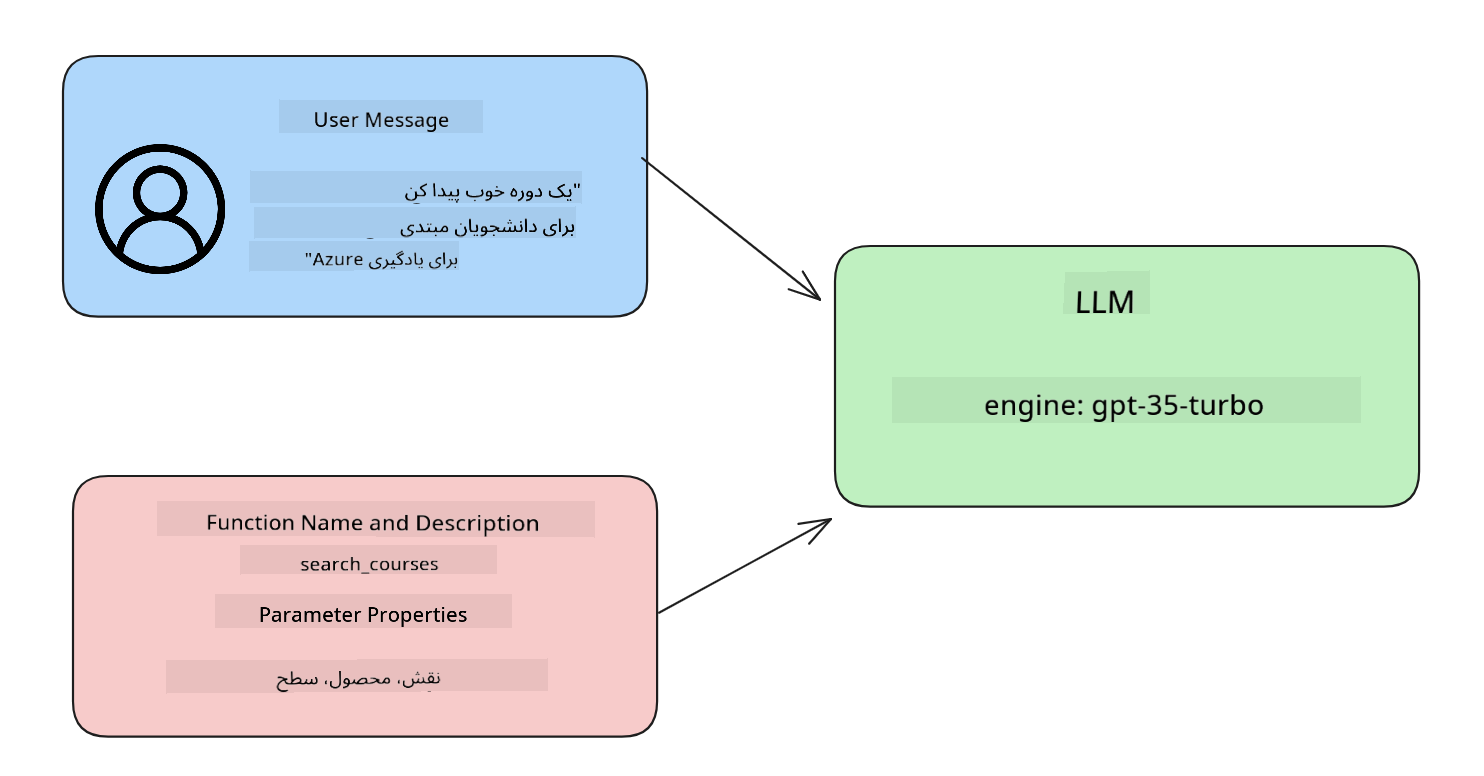 User Message
"یک دوره خوب پیدا کن
برای دانشجویان مبتدی
برای یادگیری Azure"
LLM
engine: gpt-35-turbo
Function Name and Description
search_courses
Parameter Properties
نقش، محصول، سطح